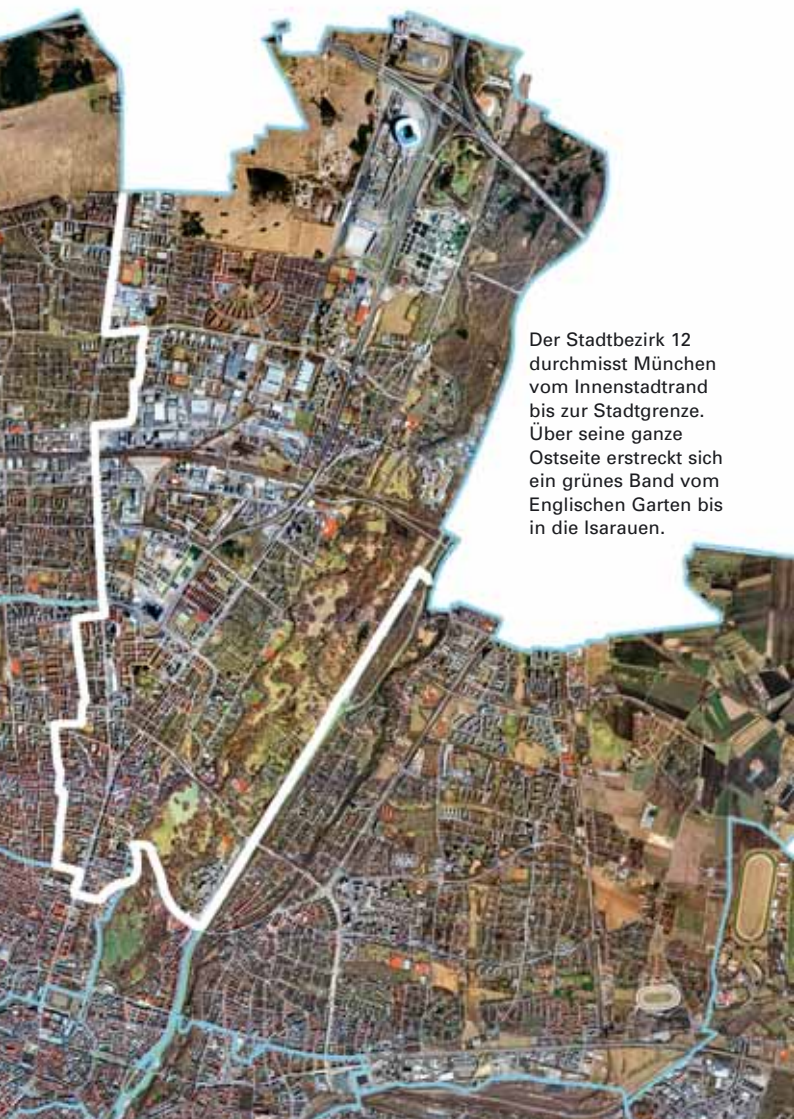 Der Stadtbezirk 12
durchmisst München
vom Innenstadtrand
bis zur Stadtgrenze.
Über seine ganze
Ostseite erstreckt sich
ein grünes Band vom
Englischen Garten bis
in die Isarauen.